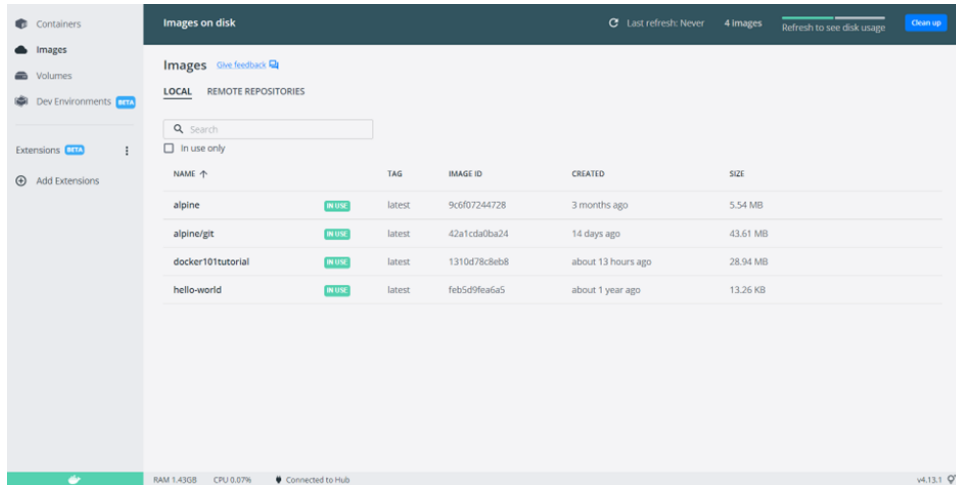 Containers
Images
Volumes
Dev Environments BETA
Extensions BETA
Add Extensions
Images on disk
Last refresh: Never
4 images
Refresh to see disk usage
Clean up
Images Give feedback
LOCAL REMOTE REPOSITORIES
Search
In use only
NAME TAG IMAGE ID CREATED SIZE
alpine IN USE latest 9c6f07244728 3 months ago 5.54 MB
alpine/git IN USE latest 42a1cda0ba24 14 days ago 43.61 MB
docker101tutorial IN USE latest 1310d78c8eb8 about 13 hours ago 28.94 MB
hello-world IN USE latest feb5d9fea6a5 about 1 year ago 13.26 KB
RAM 1.43GB CPU 0.07% Connected to Hub v4.13.1